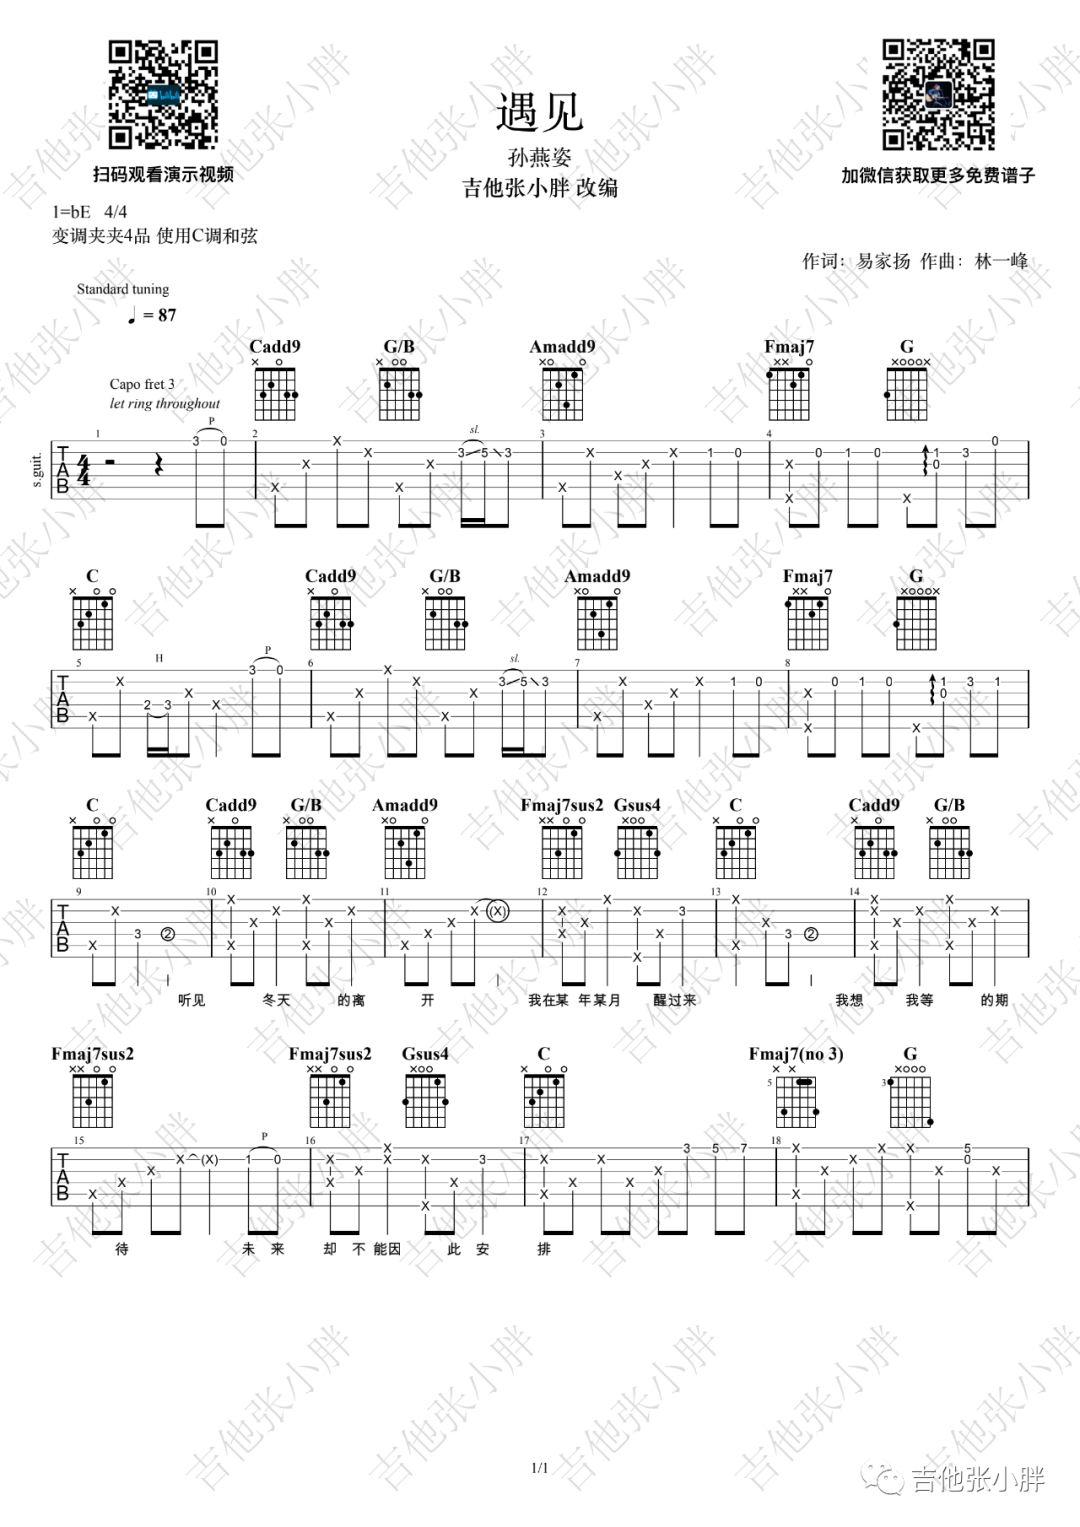 扫码观看演示视频
遇见
孙燕姿
吉他张小胖 改编
加微信获取更多免费谱子
1=bE 4/4
变调夹夹4品 使用C调和弦
作词：易家扬 作曲：林一峰
Standard tuning
♩ = 87
Cadd9 G/B Amadd9 Fmaj7 G
Capo fret 3
let ring throughout
s.guit.
C Cadd9 G/B Amadd9 Fmaj7 G
C Cadd9 G/B Amadd9 Fmaj7sus2 Gsus4 C Cadd9 G/B
听见 冬天 的离 开 我在某 年某月 醒过来 我想 我等 的期
Fmaj7sus2 Fmaj7sus2 Gsus4 C Fmaj7(no 3) G
待 未 来 却 不 能因 此 安 排
1/1
吉他张小胖